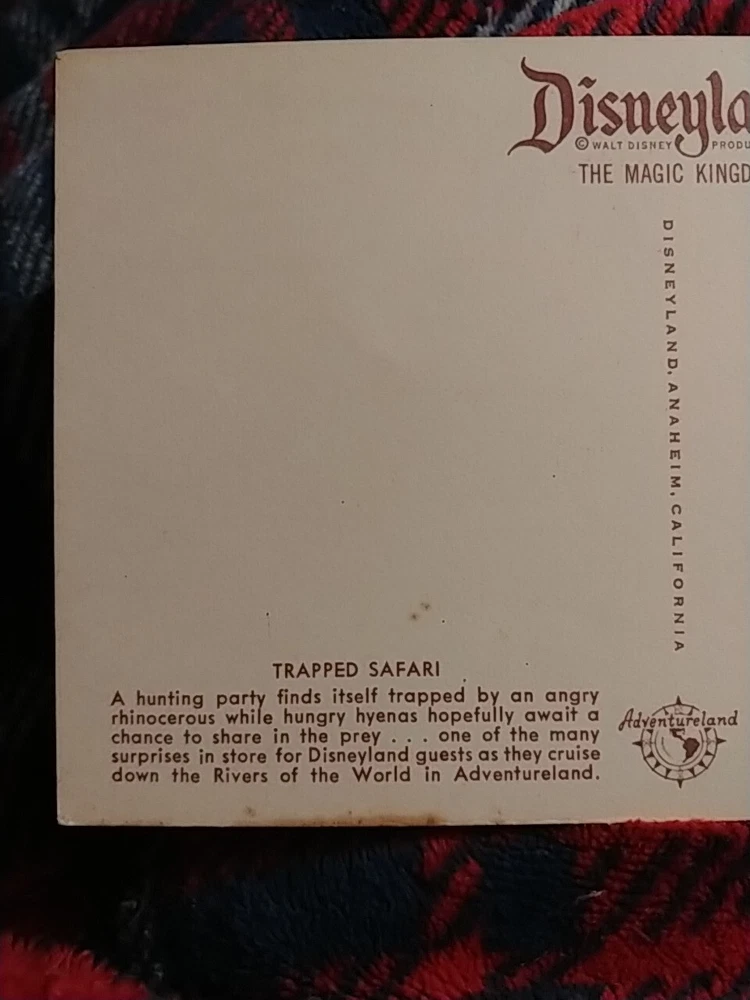 Disneyla
© WALT DISNEY PRODU
THE MAGIC KINGD
DISNEYLAND, ANAHEIM, CALIFORNIA
TRAPPED SAFARI
A hunting party finds itself trapped by an angry
rhinocerous while hungry hyenas hopefully await a
chance to share in the prey . . . one of the many
surprises in store for Disneyland guests as they cruise
down the Rivers of the World in Adventureland.
Adventureland